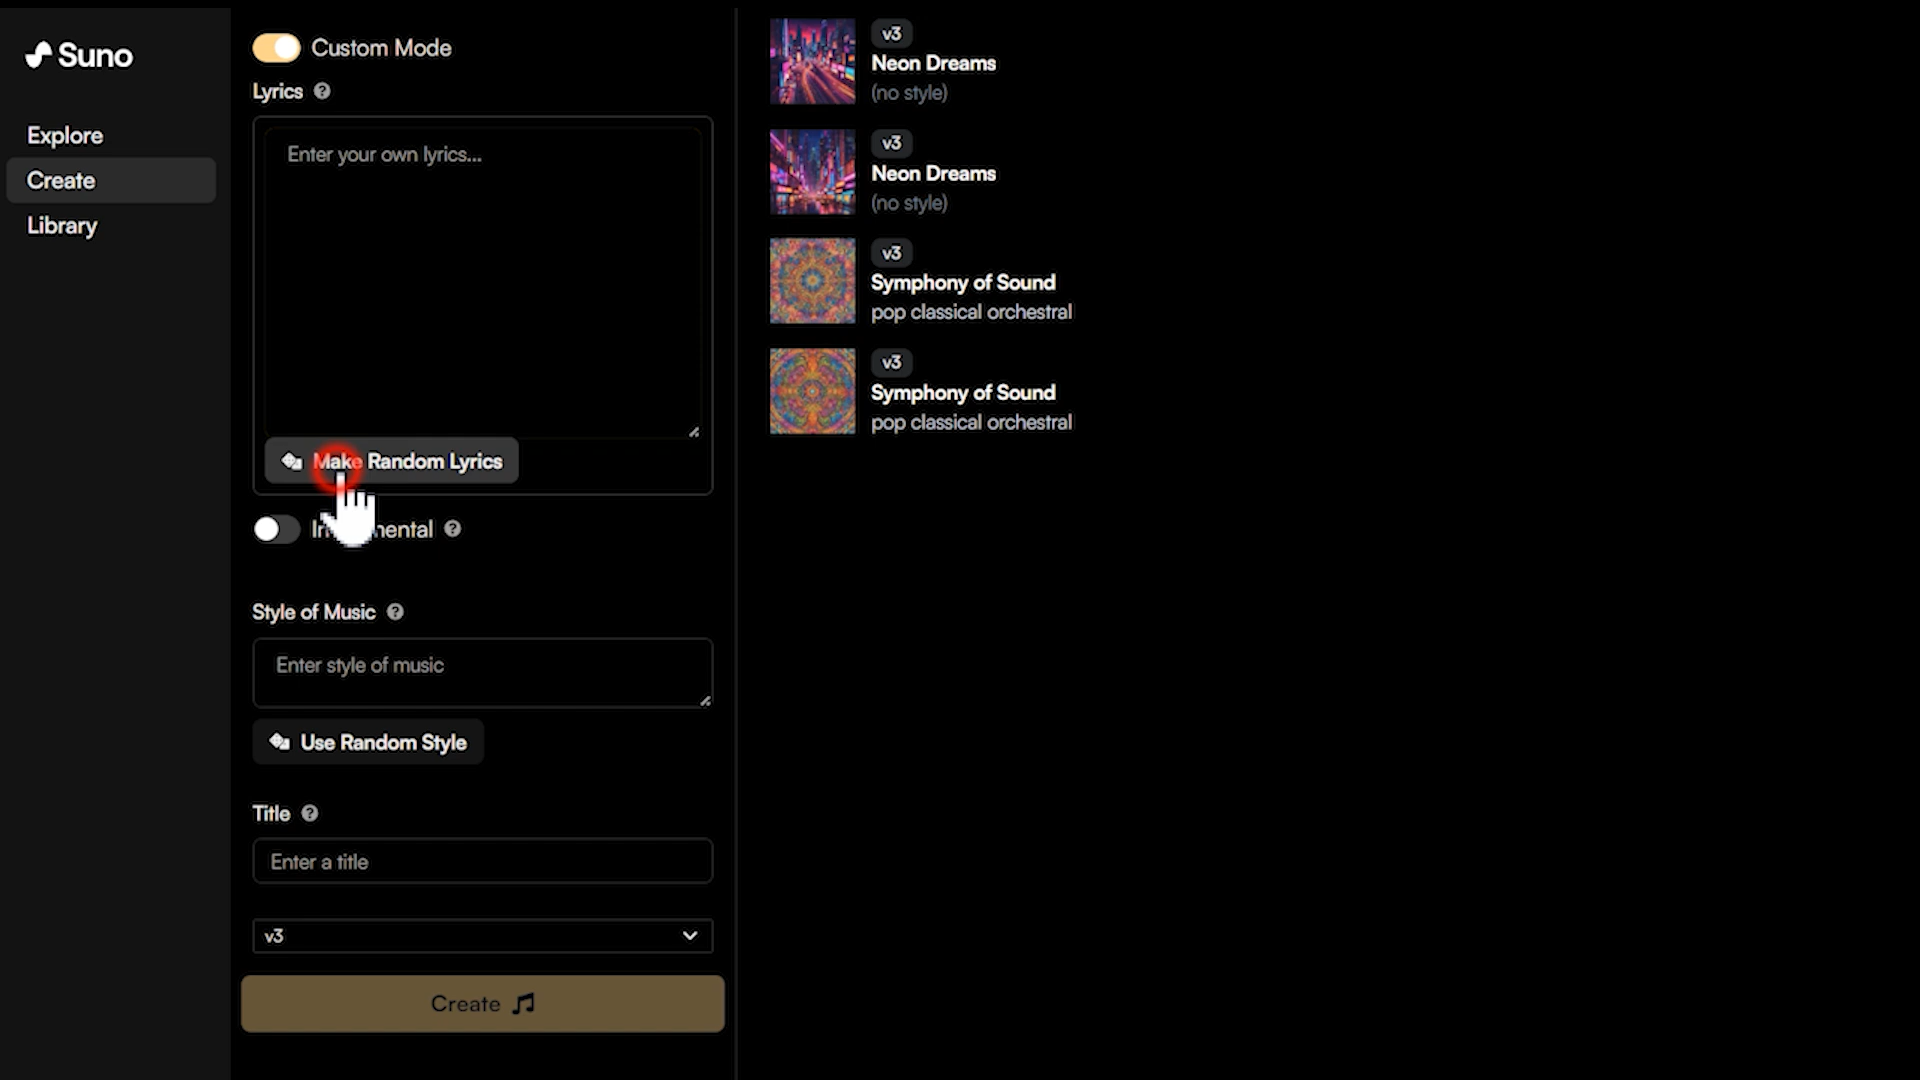 Suno
Explore
Create
Library
Custom Mode
Lyrics
Enter your own lyrics...
Make Random Lyrics
Style of Music
Enter style of music
Use Random Style
Title
Enter a title
v3
Create
v3
Neon Dreams
(no style)
v3
Neon Dreams
(no style)
v3
Symphony of Sound
pop classical orchestral
v3
Symphony of Sound
pop classical orchestral